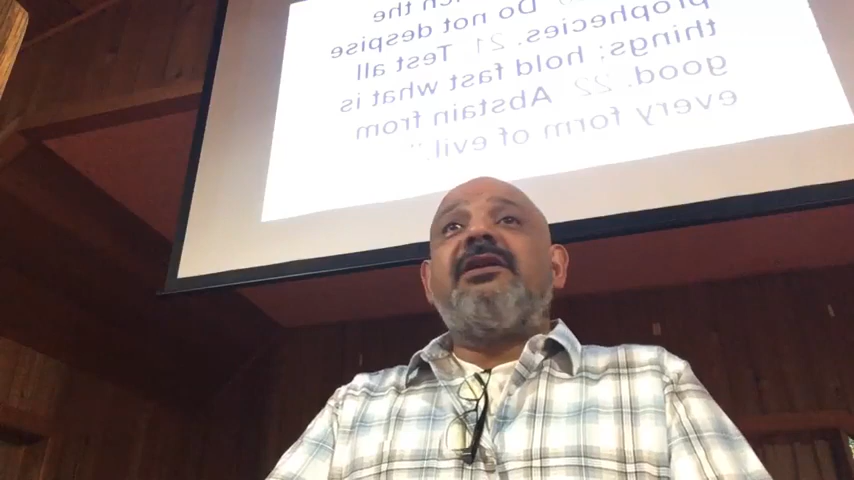 the
prophecies. Do not despise
things; hold fast what is
21 Test all
good. 22 Abstain from
every form of evil."